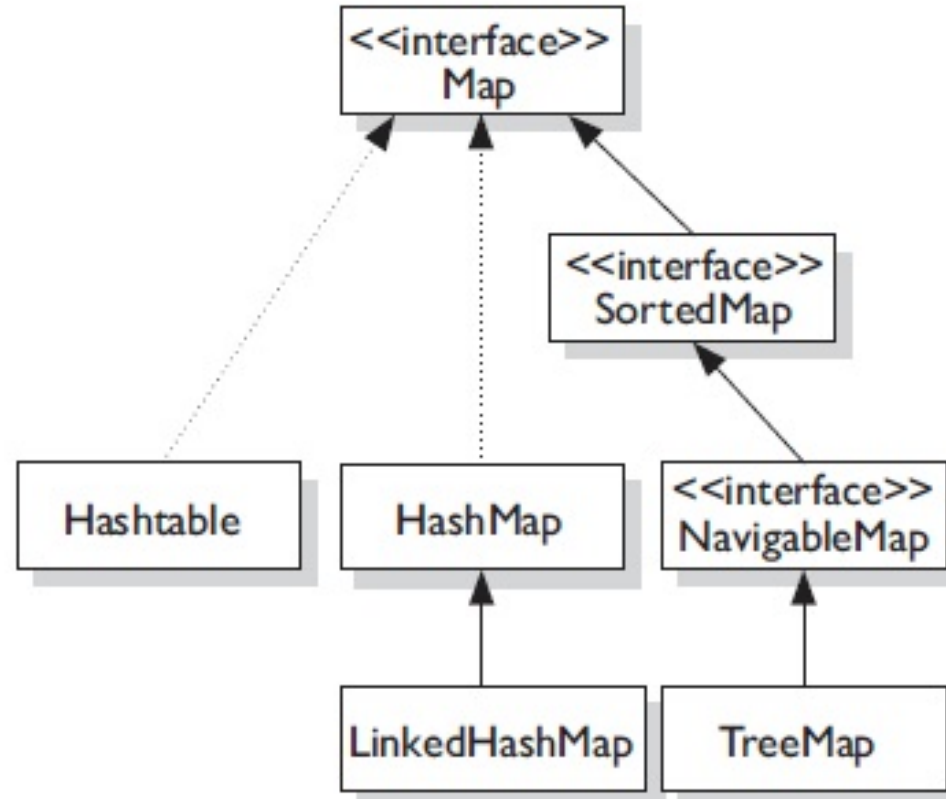 <<interface>>
Map
<<interface>>
SortedMap
Hashtable
HashMap
<<interface>>
NavigableMap
LinkedHashMap
TreeMap